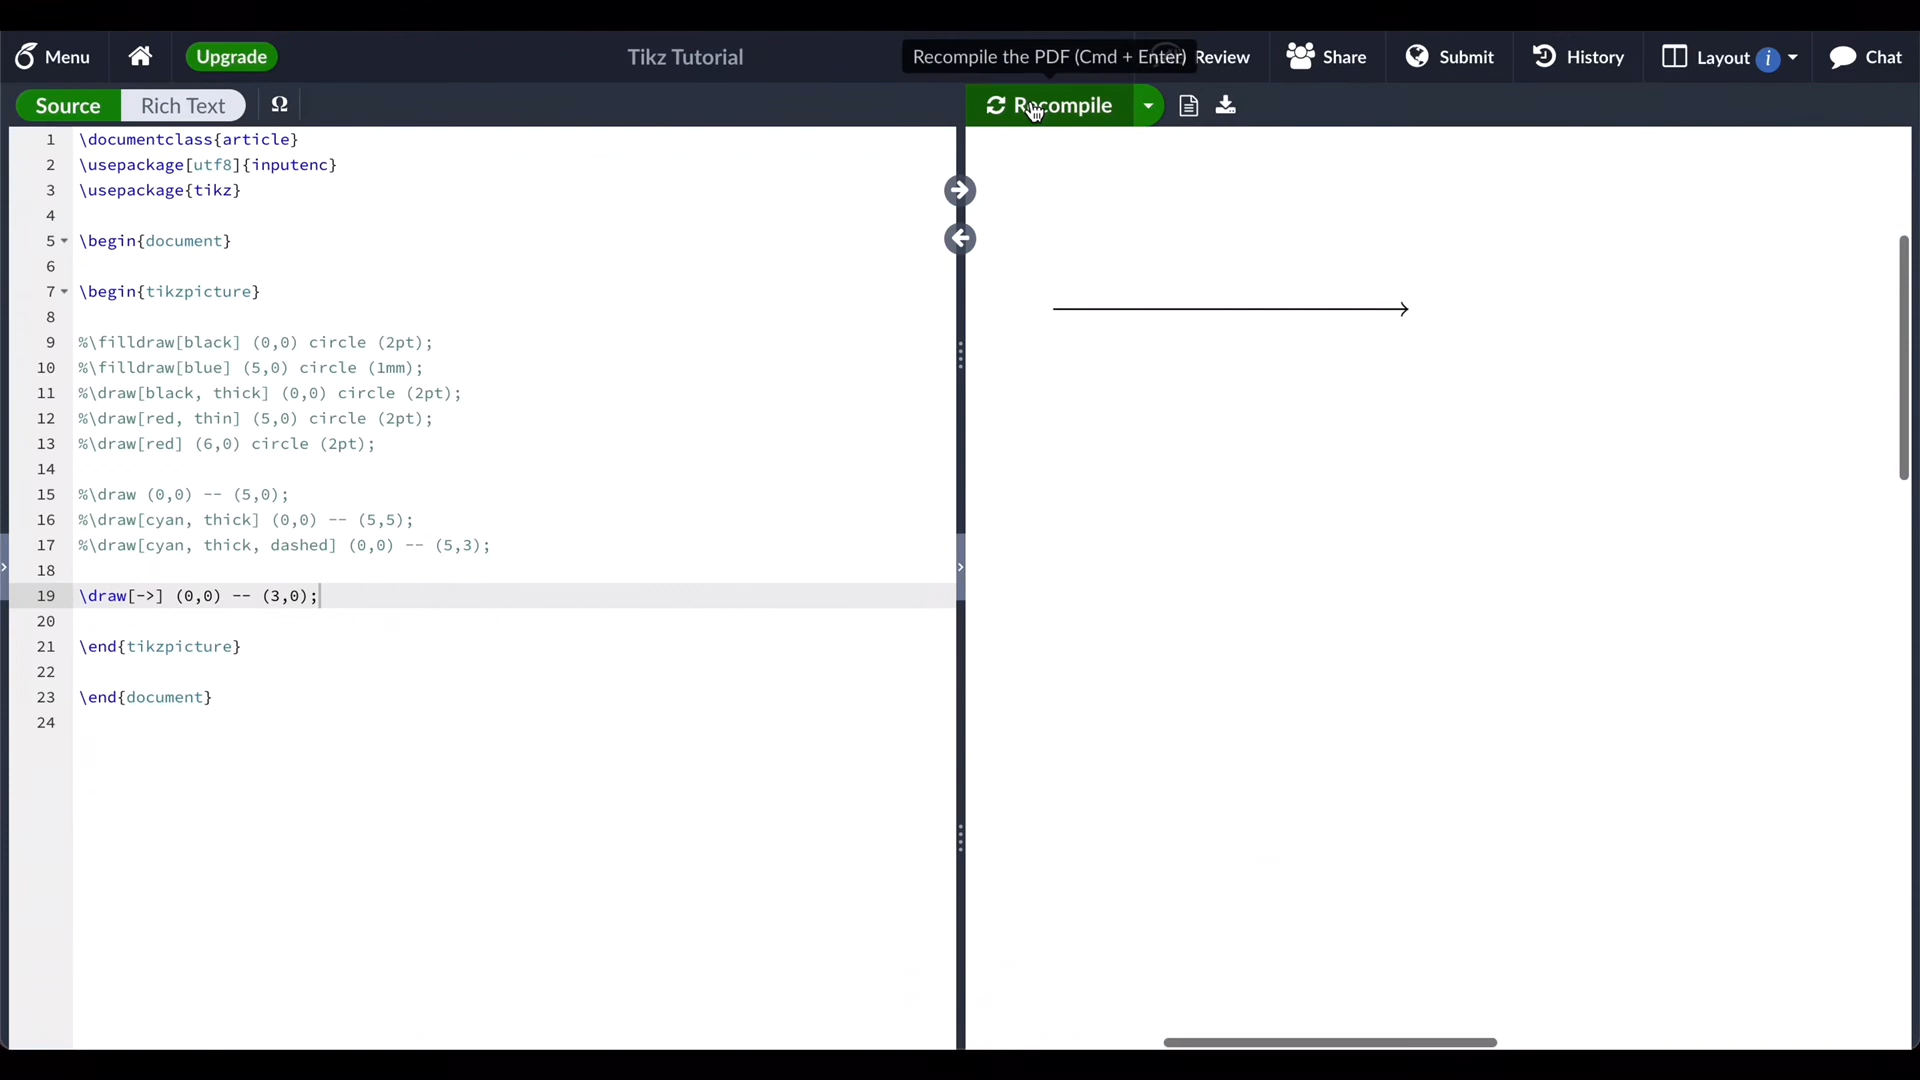 Menu
Upgrade
Tikz Tutorial
Recompile the PDF (Cmd + Enter)
Review
Share
Submit
History
Layout
i
Chat
Source
Rich Text
Ω
Recompile
1 \documentclass{article}
2 \usepackage[utf8]{inputenc}
3 \usepackage{tikz}
4
5 \begin{document}
6
7 \begin{tikzpicture}
8
9 %\filldraw[black] (0,0) circle (2pt);
10 %\filldraw[blue] (5,0) circle (1mm);
11 %\draw[black, thick] (0,0) circle (2pt);
12 %\draw[red, thin] (5,0) circle (2pt);
13 %\draw[red] (6,0) circle (2pt);
14
15 %\draw (0,0) -- (5,0);
16 %\draw[cyan, thick] (0,0) -- (5,5);
17 %\draw[cyan, thick, dashed] (0,0) -- (5,3);
18
19 \draw[->] (0,0) -- (3,0);
20
21 \end{tikzpicture}
22
23 \end{document}
24